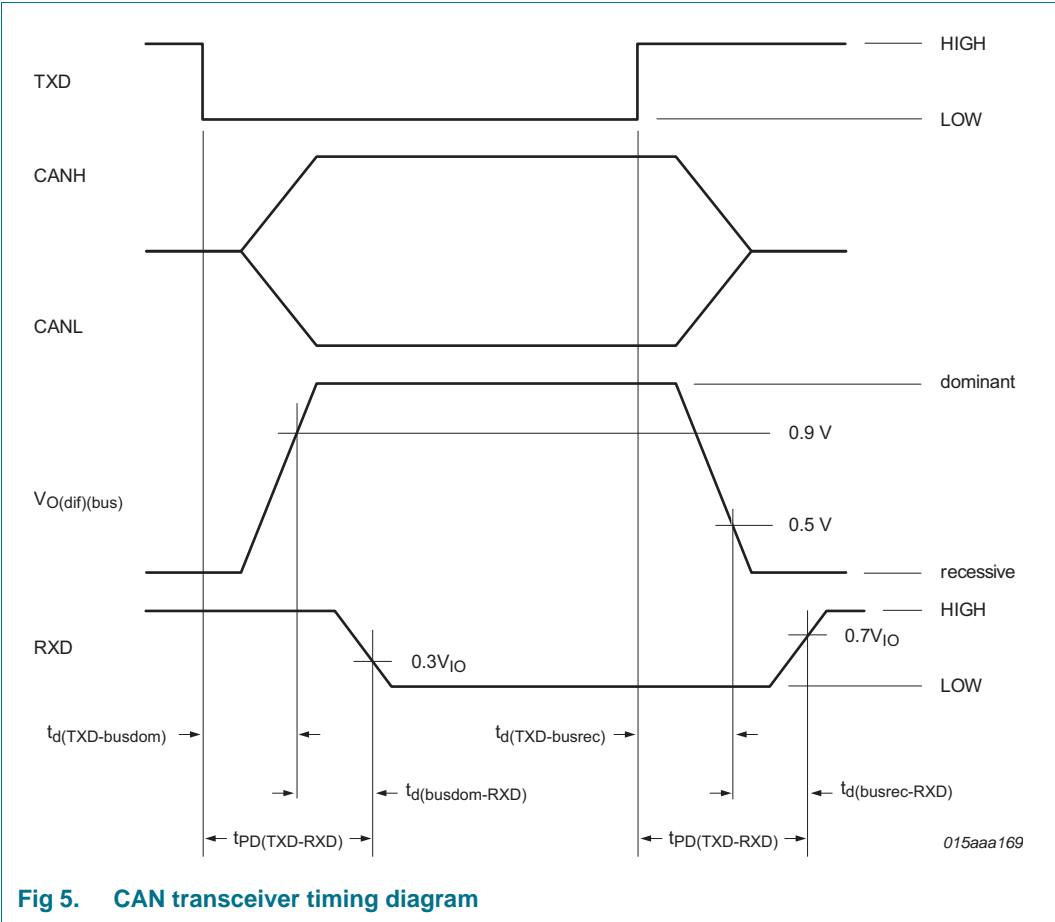 HIGH
TXD
LOW
CANH
CANL
dominant
0.9 V
VO(dif)(bus)
0.5 V
recessive
HIGH
0.7VIO
RXD
0.3VIO
LOW
td(TXD-busdom)
td(TXD-busrec)
td(busdom-RXD)
td(busrec-RXD)
tPD(TXD-RXD)
tPD(TXD-RXD)
015aaa169
Fig 5. CAN transceiver timing diagram